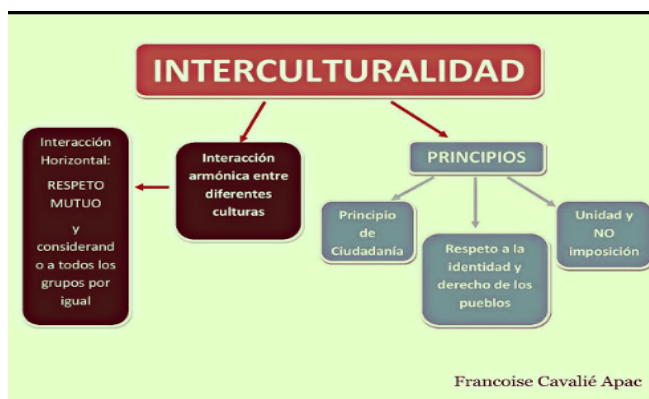 INTERCULTURALIDAD
Interacción
Horizontal:
RESPETO
MUTUO
y
considerand
o a todos los
grupos por
igual
Interacción
armónica entre
diferentes
culturas
PRINCIPIOS
Principio
de
Ciudadanía
Respeto a la
identidad y
derecho de los
pueblos
Unidad y
NO
imposición
Francoise Cavalié Apac